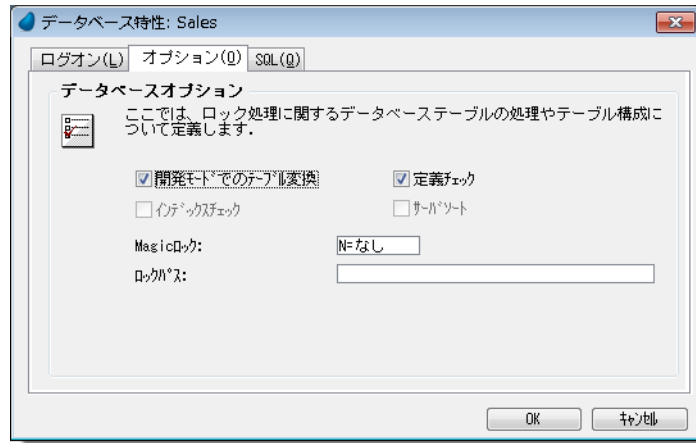 データベース特性: Sales
ログオン(L) オプション(O) SQL(Q)
データベースオプション
ここでは、ロック処理に関するデータベーステーブルの処理やテーブル構成に
ついて定義します.
開発ﾓｰﾄﾞでのﾃｰﾌﾞﾙ変換 定義ﾁｪｯｸ
ｲﾝﾃﾞｯｸｽﾁｪｯｸ ｻｰﾊﾞｿｰﾄ
Magicﾛｯｸ: N=なし
ﾛｯｸﾊﾟｽ:
OK ｷｬﾝｾﾙ